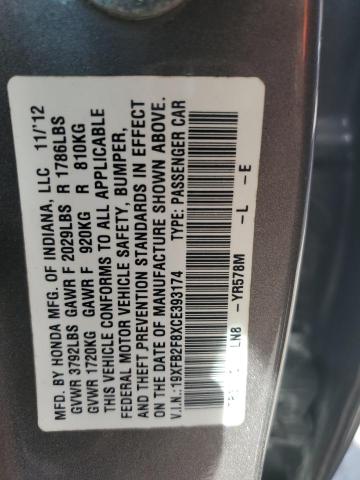 MFD. BY HONDA MFG. OF INDIANA, LLC 11/12
GVWR 3792LBS GAWR F 2029LBS R 1786LBS
GVWR 1720KG GAWR F 920KG R 810KG
THIS VEHICLE CONFORMS TO ALL APPLICABLE
FEDERAL MOTOR VEHICLE SAFETY, BUMPER,
AND THEFT PREVENTION STANDARDS IN EFFECT
ON THE DATE OF MANUFACTURE SHOWN ABOVE.
V.I.N.:19XFB2F8XCE393174 TYPE: PASSENGER CAR
LN8 -YR578M -L -E